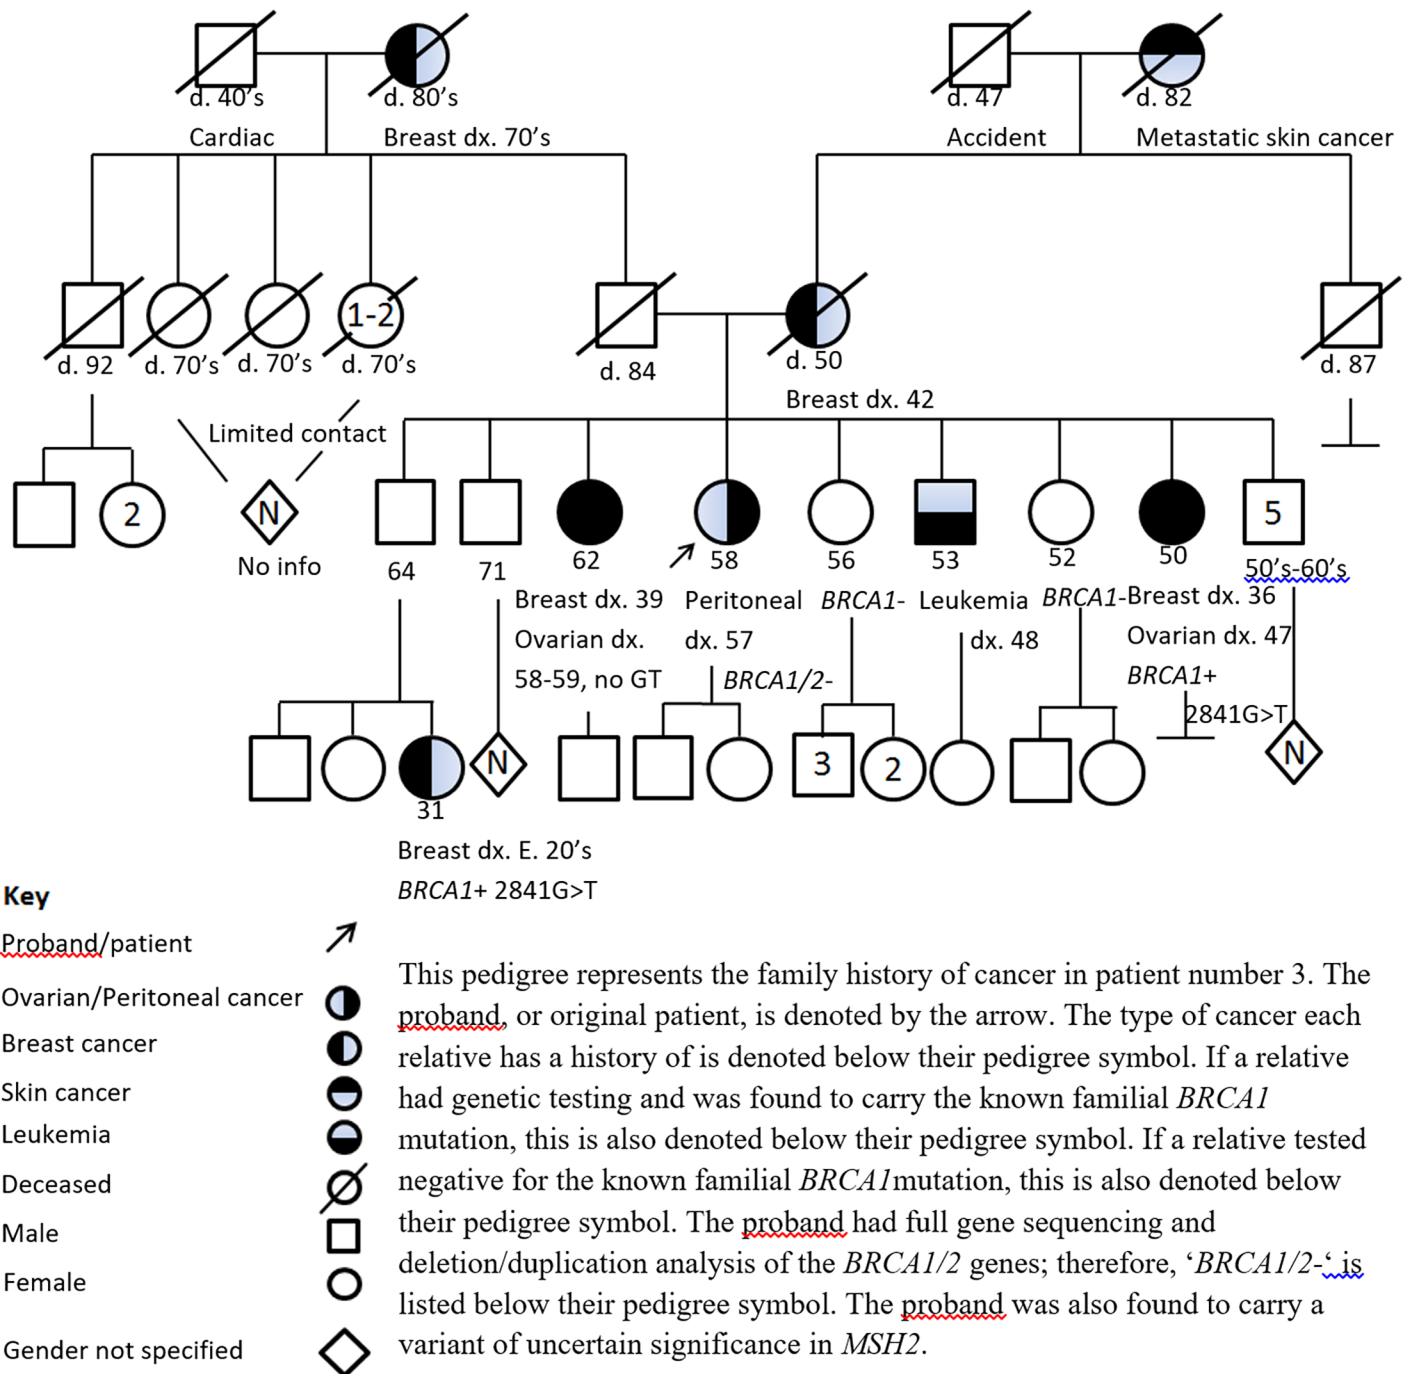 d. 40's
d. 80's
d. 47
d. 82
Cardiac
Breast dx. 70's
Accident
Metastatic skin cancer
1-2
d. 92
d. 70's
d. 70's
d. 70's
d. 84
d. 50
d. 87
Breast dx. 42
Limited contact
2
N
5
No info
64
71
62
58
56
53
52
50
50's-60's
Breast dx. 39
Ovarian dx.
58-59, no GT
Peritoneal
dx. 57
BRCA1/2-
BRCA1-
Leukemia
dx. 48
BRCA1-
Breast dx. 36
Ovarian dx. 47
BRCA1+
2841G>T
N
3
2
N
31
Breast dx. E. 20's
BRCA1+ 2841G>T
Key
Proband/patient
Ovarian/Peritoneal cancer
Breast cancer
Skin cancer
Leukemia
Deceased
Male
Female
Gender not specified
This pedigree represents the family history of cancer in patient number 3. The
proband, or original patient, is denoted by the arrow. The type of cancer each
relative has a history of is denoted below their pedigree symbol. If a relative
had genetic testing and was found to carry the known familial BRCA1
mutation, this is also denoted below their pedigree symbol. If a relative tested
negative for the known familial BRCA1mutation, this is also denoted below
their pedigree symbol. The proband had full gene sequencing and
deletion/duplication analysis of the BRCA1/2 genes; therefore, ‘BRCA1/2-‘ is
listed below their pedigree symbol. The proband was also found to carry a
variant of uncertain significance in MSH2.